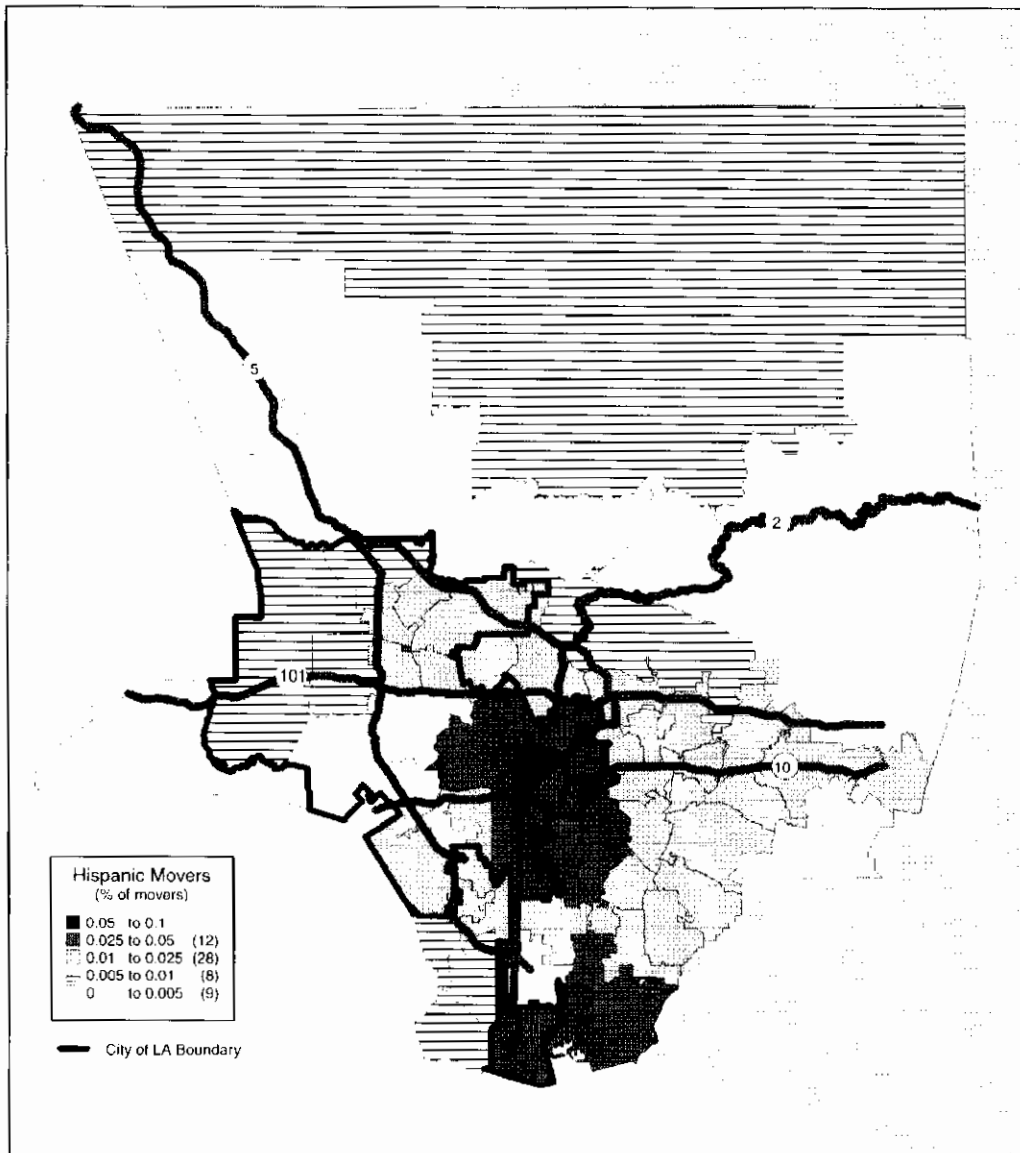 5
2
101
10
Hispanic Movers
(% of movers)
0.05 to 0.1
0.025 to 0.05 (12)
0.01 to 0.025 (28)
0.005 to 0.01 (8)
0 to 0.005 (9)
City of LA Boundary